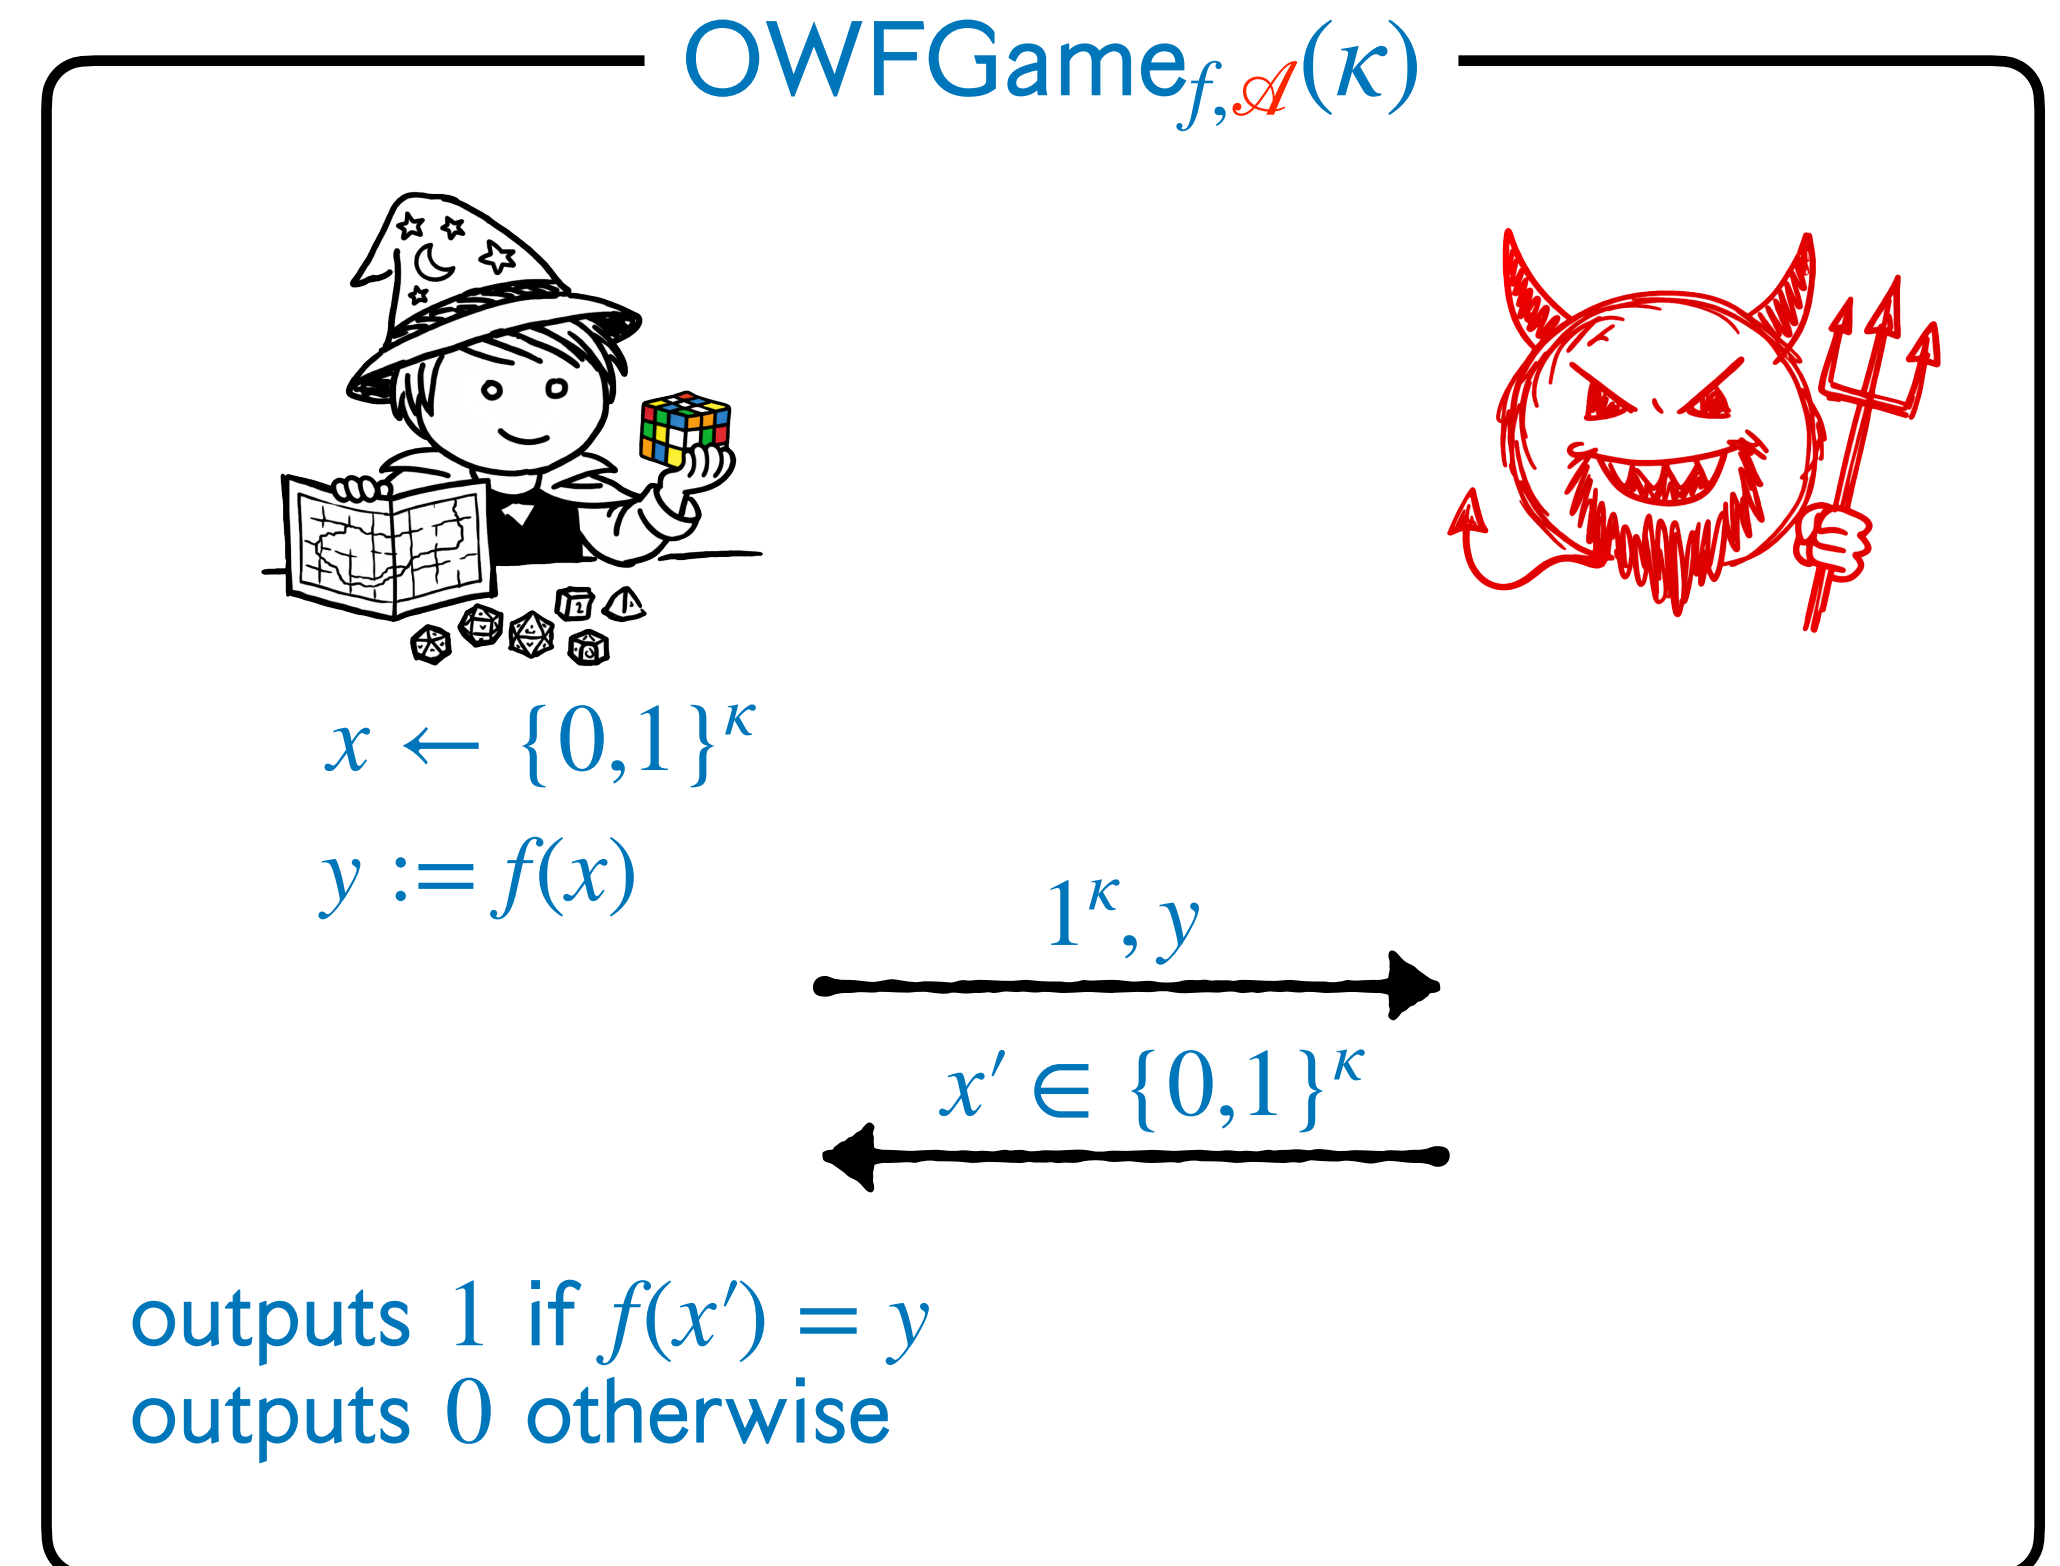 OWFGame_{f,𝒜}(κ)
x ← {0,1}^κ
y := f(x)
1^κ, y
x′ ∈ {0,1}^κ
outputs 1 if f(x′) = y
outputs 0 otherwise